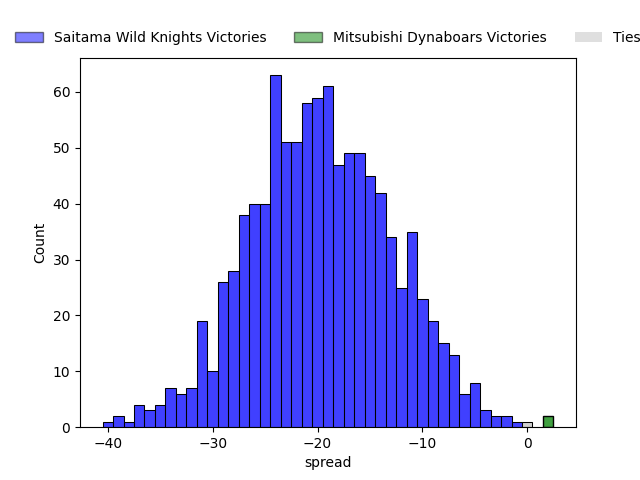 Saitama Wild Knights Victories Mitsubishi Dynaboars Victories Ties
60
50
40
30
20
10
0
Count
−40 −30 −20 −10 0
spread